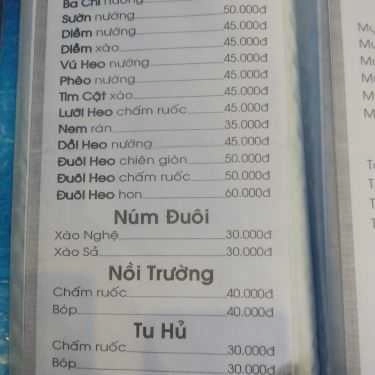 Ba Chỉ nướng
Sườn nướng 50.000đ
Diềm nướng 45.000đ
Diềm xào 45.000đ
Vú Heo nướng 45.000đ
Phèo nướng 45.000đ
Tim Cật xào 45.000đ
Lưỡi Heo chấm ruốc 45.000đ
Nem rán 35.000đ
Dồi Heo nướng 45.000đ
Đuôi Heo chiên giòn 50.000đ
Đuôi Heo chấm ruốc 50.000đ
Đuôi Heo hon 60.000đ
Núm Đuôi
Xào Nghệ 30.000đ
Xào Sả 30.000đ
Nồi Trường
Chấm ruốc 40.000đ
Bóp 40.000đ
Tu Hủ
Chấm ruốc 30.000đ
Bóp 30.000đ